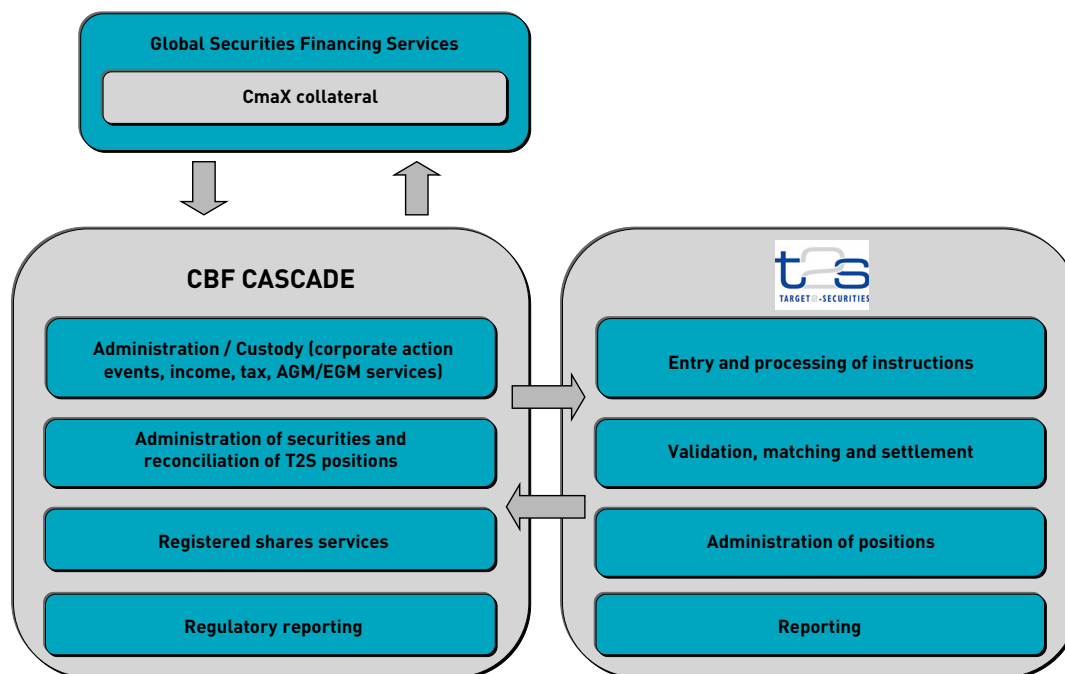 Global Securities Financing Services
CmaX collateral
CBF CASCADE
Administration / Custody (corporate action
events, income, tax, AGM/EGM services)
Administration of securities and
reconciliation of T2S positions
Registered shares services
Regulatory reporting
t2s
TARGET2-SECURITIES
Entry and processing of instructions
Validation, matching and settlement
Administration of positions
Reporting